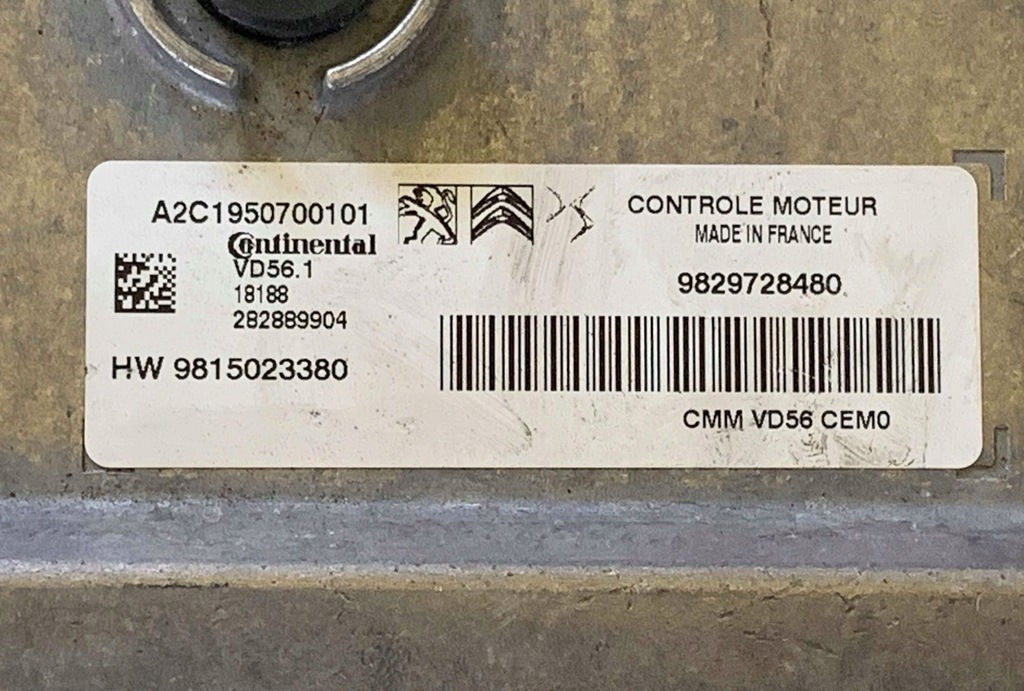 A2C1950700101
Continental
VD56.1
18188
282889904
HW 9815023380
CONTROLE MOTEUR
MADE IN FRANCE
9829728480
CMM VD56 CEM0